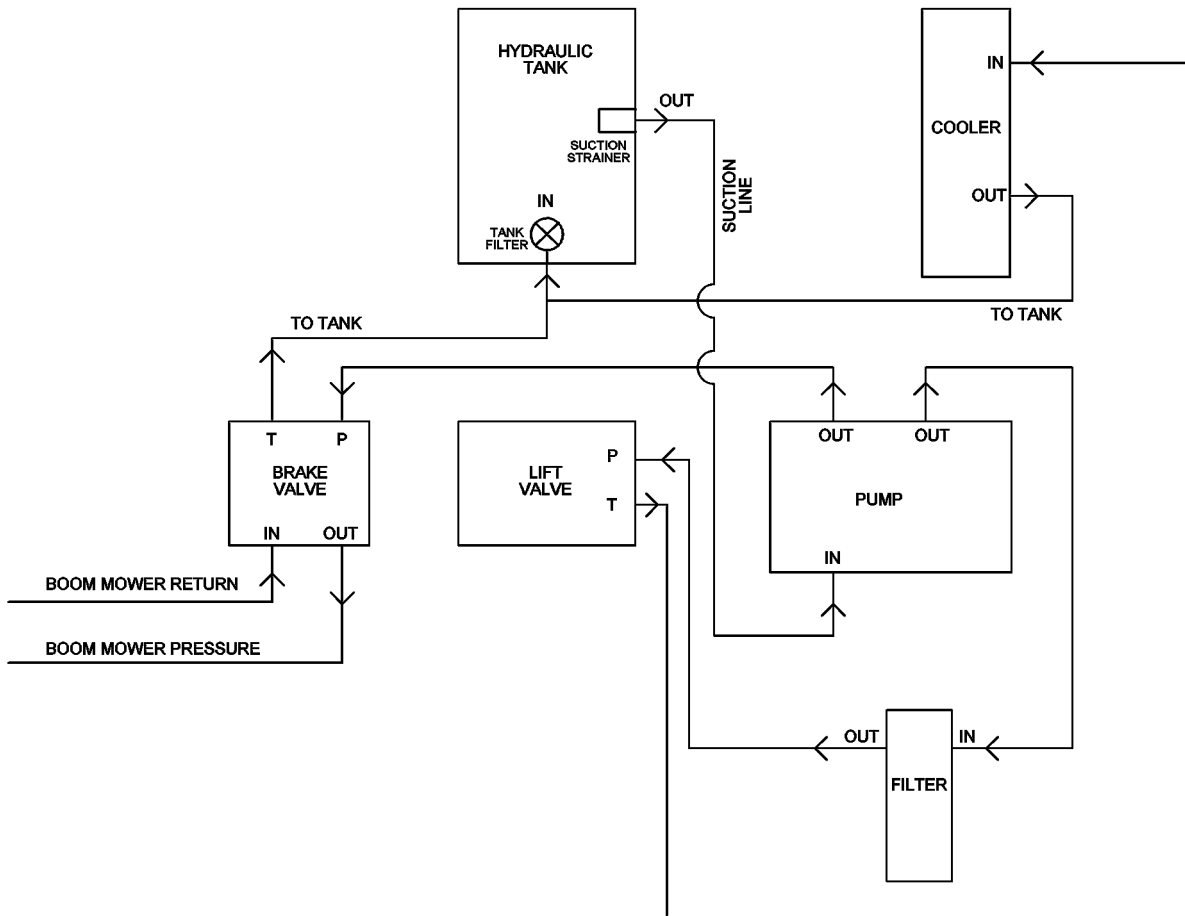 HYDRAULIC
TANK
OUT
SUCTION
STRAINER
IN
TANK
FILTER
SUCTION
LINE
IN
COOLER
OUT
TO TANK
TO TANK
T
P
BRAKE
VALVE
IN
OUT
P
LIFT
VALVE
T
OUT
OUT
PUMP
IN
BOOM MOWER RETURN
BOOM MOWER PRESSURE
OUT
IN
FILTER